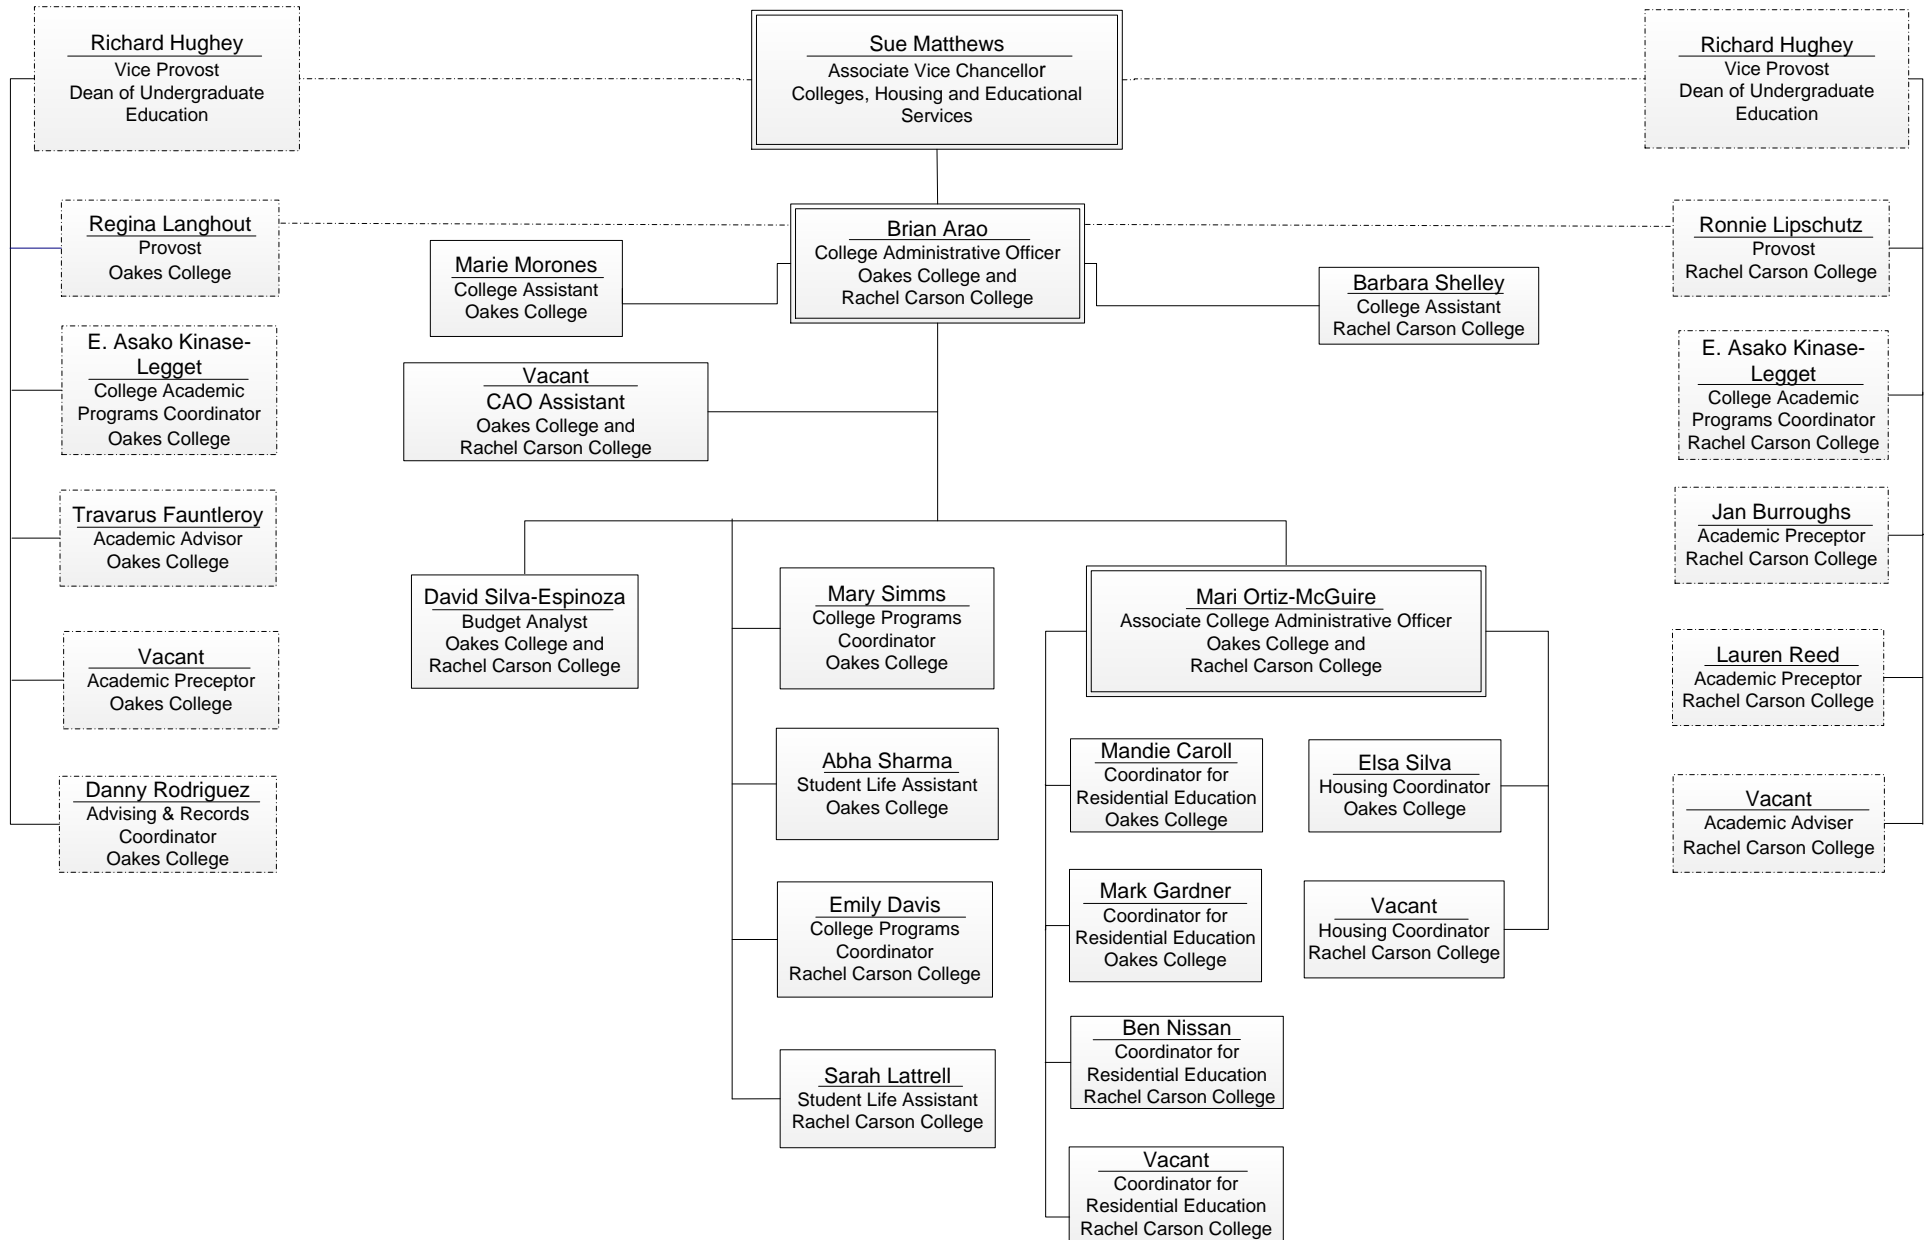 Richard Hughey
Vice Provost
Dean of Undergraduate
Education
Sue Matthews
Associate Vice Chancellor
Colleges, Housing and Educational
Services
Richard Hughey
Vice Provost
Dean of Undergraduate
Education
Regina Langhout
Provost
Oakes College
Brian Arao
College Administrative Officer
Oakes College and
Rachel Carson College
Ronnie Lipschutz
Provost
Rachel Carson College
Marie Morones
College Assistant
Oakes College
Barbara Shelley
College Assistant
Rachel Carson College
E. Asako Kinase-
Legget
College Academic
Programs Coordinator
Oakes College
Vacant
CAO Assistant
Oakes College and
Rachel Carson College
E. Asako Kinase-
Legget
College Academic
Programs Coordinator
Rachel Carson College
Travarus Fauntleroy
Academic Advisor
Oakes College
Jan Burroughs
Academic Preceptor
Rachel Carson College
David Silva-Espinoza
Budget Analyst
Oakes College and
Rachel Carson College
Mary Simms
College Programs
Coordinator
Oakes College
Mari Ortiz-McGuire
Associate College Administrative Officer
Oakes College and
Rachel Carson College
Vacant
Academic Preceptor
Oakes College
Lauren Reed
Academic Preceptor
Rachel Carson College
Abha Sharma
Student Life Assistant
Oakes College
Mandie Caroll
Coordinator for
Residential Education
Oakes College
Elsa Silva
Housing Coordinator
Oakes College
Danny Rodriguez
Advising & Records
Coordinator
Oakes College
Vacant
Academic Adviser
Rachel Carson College
Emily Davis
College Programs
Coordinator
Rachel Carson College
Mark Gardner
Coordinator for
Residential Education
Oakes College
Vacant
Housing Coordinator
Rachel Carson College
Ben Nissan
Coordinator for
Residential Education
Rachel Carson College
Sarah Lattrell
Student Life Assistant
Rachel Carson College
Vacant
Coordinator for
Residential Education
Rachel Carson College